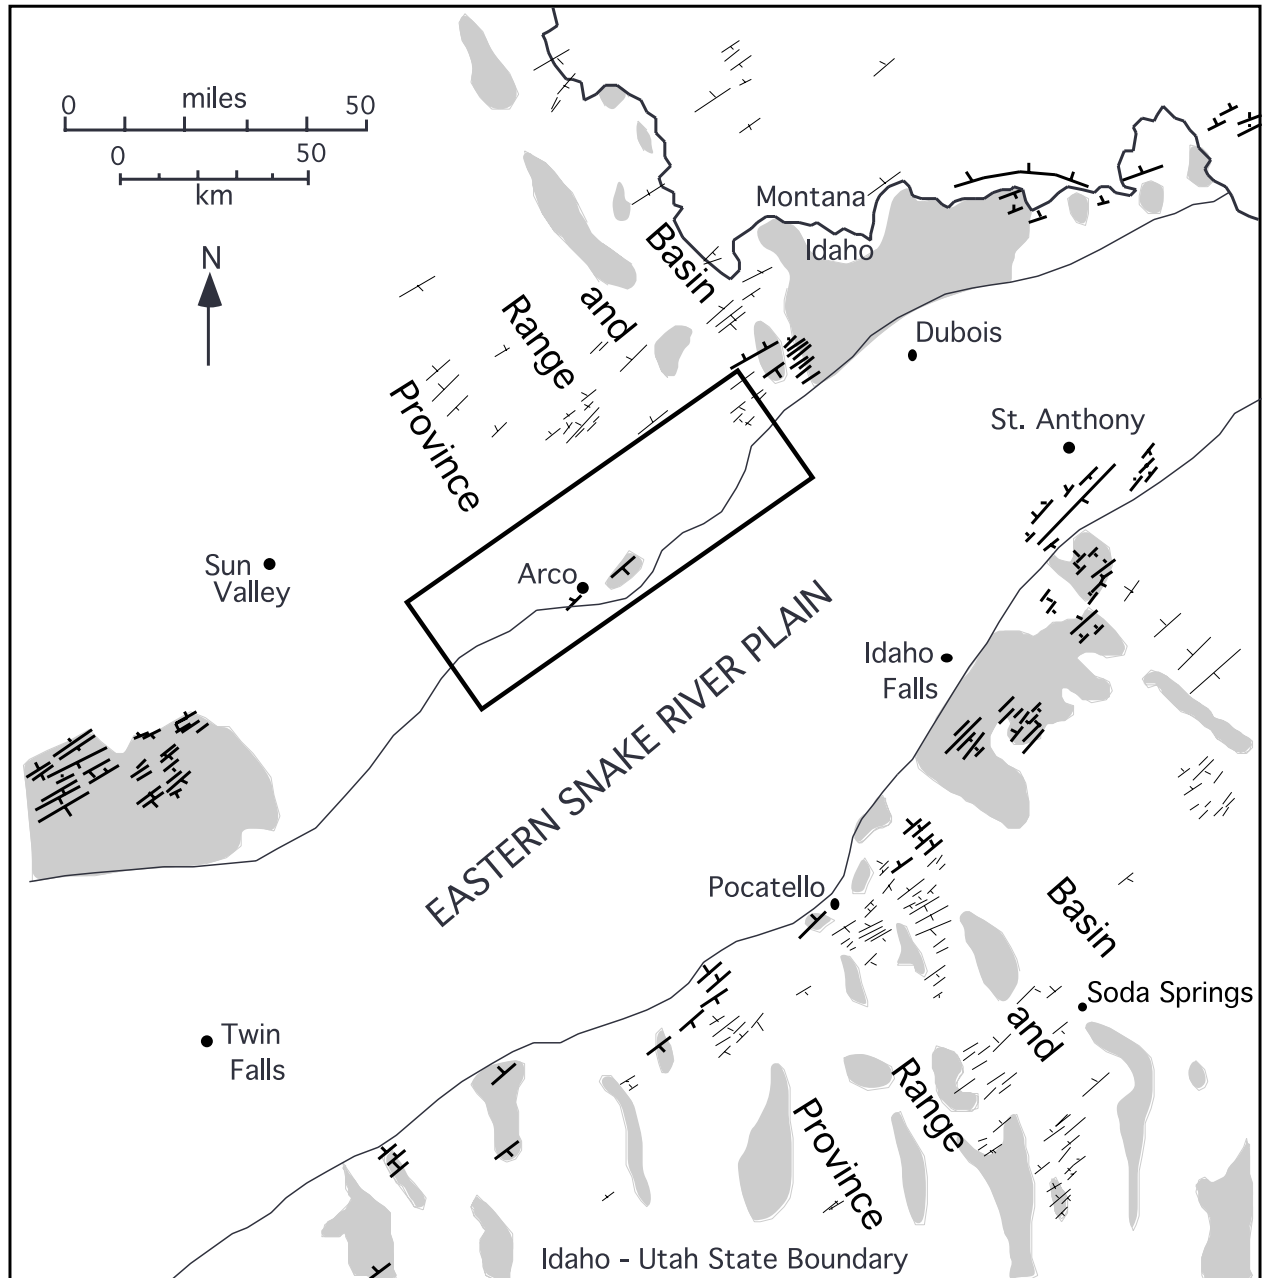 0 miles 50
0 50
km
N
Montana
Idaho
Basin
and
Range
Province
Dubois
St. Anthony
Sun
Valley
Arco
Idaho
Falls
EASTERN SNAKE RIVER PLAIN
Pocatello
Basin
and
Range
Province
Soda Springs
Twin
Falls
Idaho - Utah State Boundary